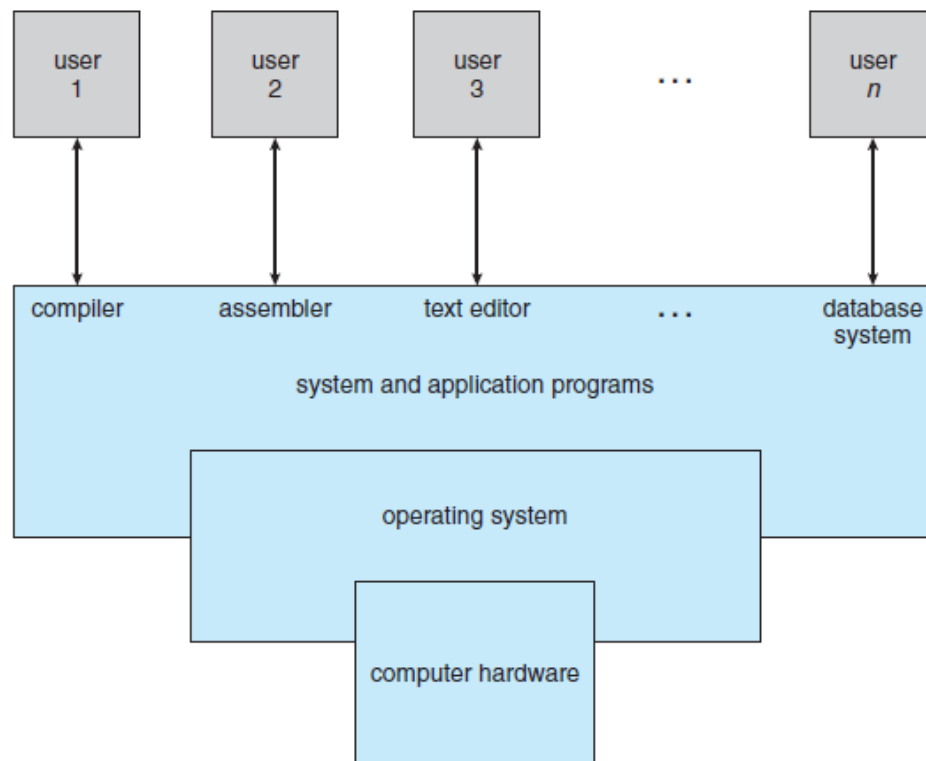 user
1
user
2
user
3
...
user
n
compiler
assembler
text editor
...
database
system
system and application programs
operating system
computer hardware